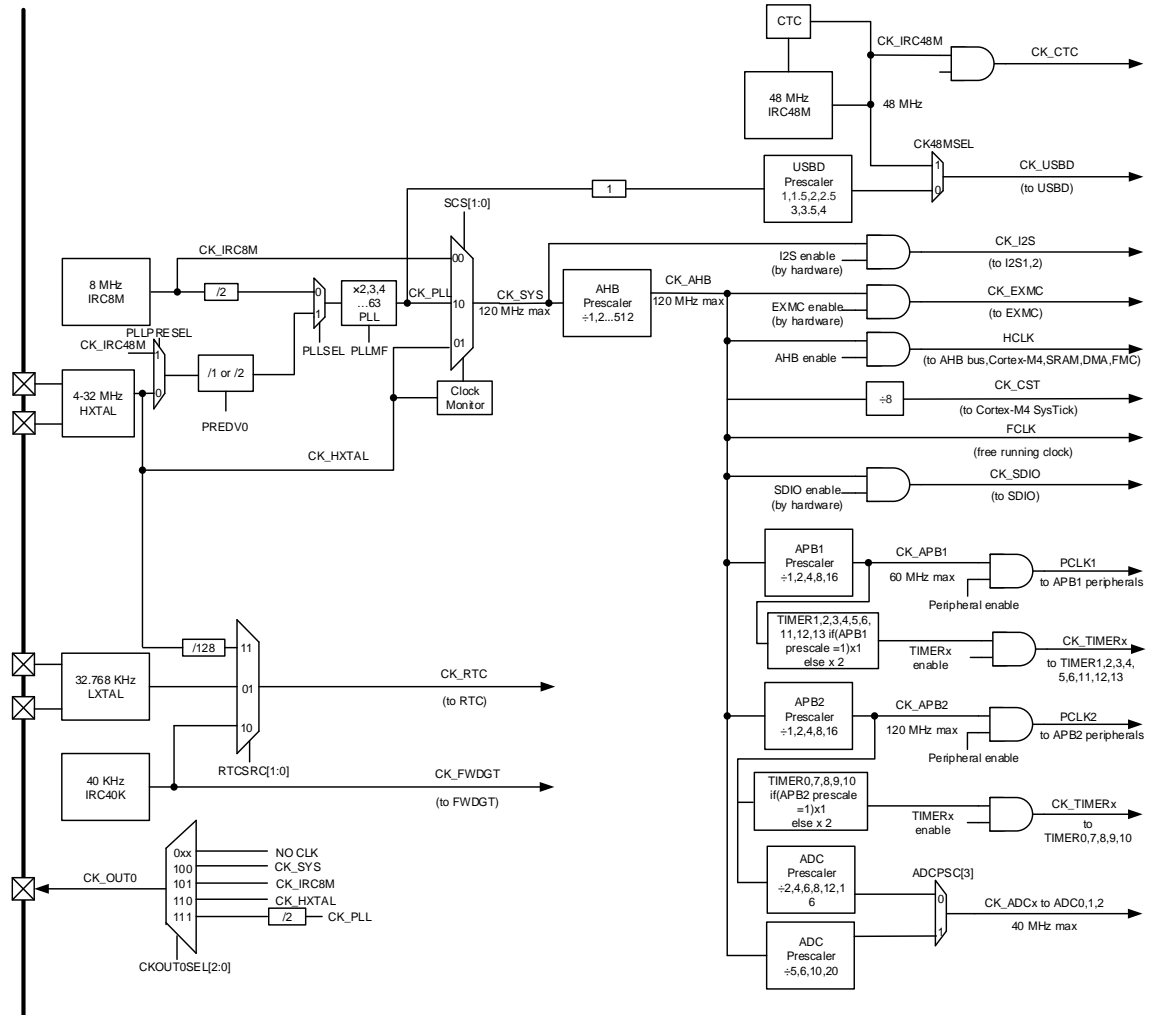 CTC
CK_IRC48M
CK_CTC
48 MHz
IRC48M
48 MHz
CK48MSEL
1
0
CK_USBD
(to USBD)
USBD
Prescaler
1,1.5,2,2.5
3,3.5,4
1
SCS[1:0]
CK_IRC8M
00
10
01
8 MHz
IRC8M
/2
0
1
PLLSEL
×2,3,4
…63
PLL
PLLMF
CK_PLL
CK_SYS
120 MHz max
AHB
Prescaler
÷1,2...512
CK_AHB
120 MHz max
I2S enable
(by hardware)
CK_I2S
(to I2S1,2)
EXMC enable
(by hardware)
CK_EXMC
(to EXMC)
AHB enable
HCLK
(to AHB bus,Cortex-M4,SRAM,DMA,FMC)
PLLPRESEL
CK_IRC48M
1
0
4-32 MHz
HXTAL
/1 or /2
PREDV0
Clock
Monitor
÷8
CK_CST
(to Cortex-M4 SysTick)
FCLK
(free running clock)
CK_HXTAL
SDIO enable
(by hardware)
CK_SDIO
(to SDIO)
APB1
Prescaler
÷1,2,4,8,16
CK_APB1
60 MHz max
Peripheral enable
PCLK1
to APB1 peripherals
TIMER1,2,3,4,5,6,
11,12,13 if(APB1
prescale =1)x1
else x 2
TIMERx
enable
CK_TIMERx
to TIMER1,2,3,4,
5,6,11,12,13
/128
11
01
10
32.768 KHz
LXTAL
CK_RTC
(to RTC)
RTCSRC[1:0]
40 KHz
IRC40K
CK_FWDGT
(to FWDGT)
APB2
Prescaler
÷1,2,4,8,16
CK_APB2
120 MHz max
Peripheral enable
PCLK2
to APB2 peripherals
TIMER0,7,8,9,10
if(APB2 prescale
=1)x1
else x 2
TIMERx
enable
CK_TIMERx
to
TIMER0,7,8,9,10
ADC
Prescaler
÷2,4,6,8,12,1
6
ADCPSC[3]
0
1
CK_ADCx to ADC0,1,2
40 MHz max
ADC
Prescaler
÷5,6,10,20
CK_OUT0
0xx
NO CLK
100
CK_SYS
101
CK_IRC8M
110
CK_HXTAL
111
/2
CK_PLL
CKOUT0SEL[2:0]